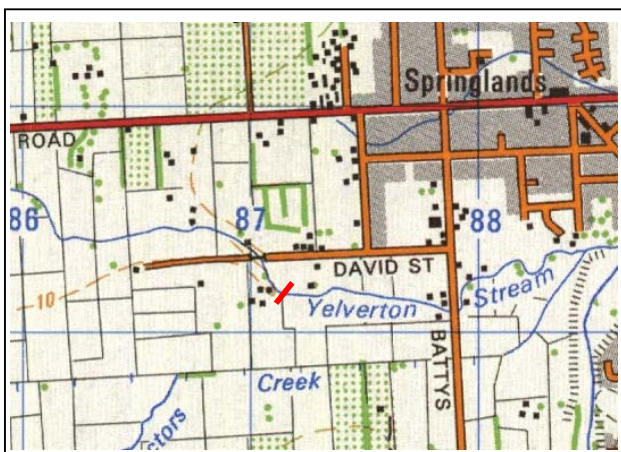 Springlands
ROAD
86
87
88
DAVID ST
10
Yelverton
Stream
BATTYS
Creek
ctors